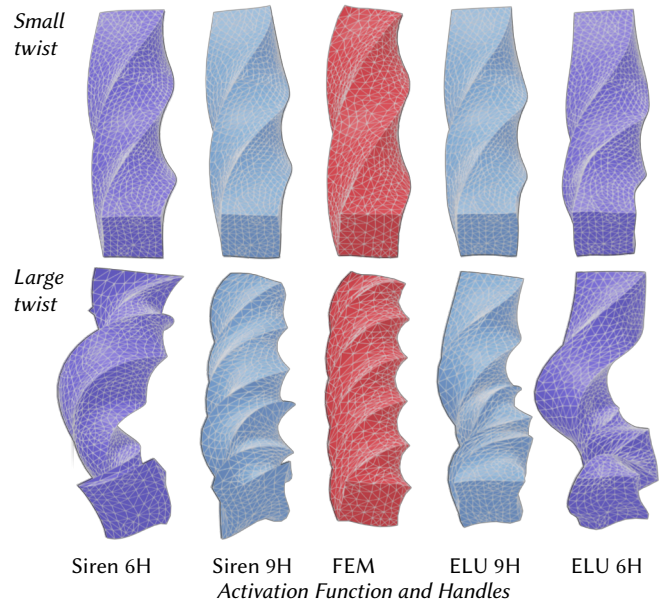 Small
twist
Large
twist
Siren 6H Siren 9H FEM ELU 9H ELU 6H
Activation Function and Handles